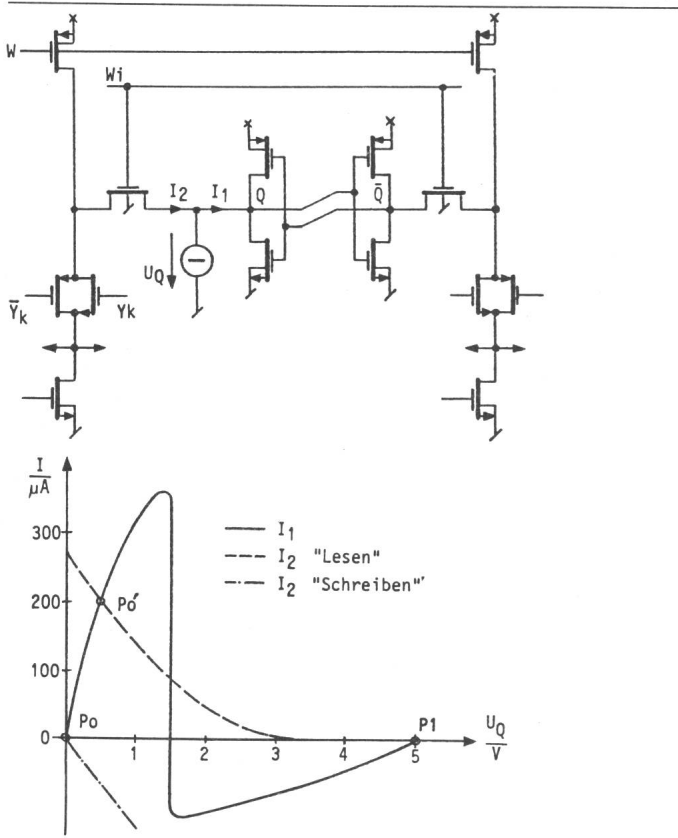 W
Wi
I2 I1 Q Q̄
UQ
Ȳk Yk
I
μA
300
200
100
0
Po'
Po
P1
1 2 3 4 5
UQ
V
I1
I2 "Lesen"
I2 "Schreiben"'